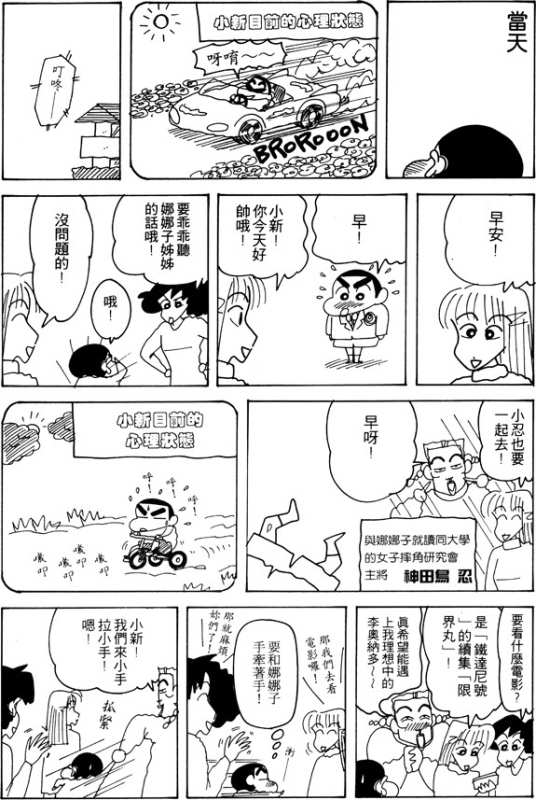 當天
小新目前的心理狀態
呀唷~~
BROROOON
叮咚
早安！
早！
小新！
你今天好
帥哦！
要乖乖聽
娜娜子姊姊
的話哦！
哦！
沒問題的！
小忍也要
一起去！
早呀！
與娜娜子就讀同大學
的女子摔角研究會
主將 神田鳥 忍
小新目前的
心理狀態
呼！
呼！
嘰叩
嘰叩
嘰叩
要看什麼電影？
是「鐵達尼號
」的續集「限
界丸」！
真希望能遇
上我理想中的
李奧納多~~
那我們去看
電影囉！
要和娜娜子
手牽著手！
那就麻煩
妳們了！
衝
小新！
我們來小手
拉小手！
嗯！
抓緊